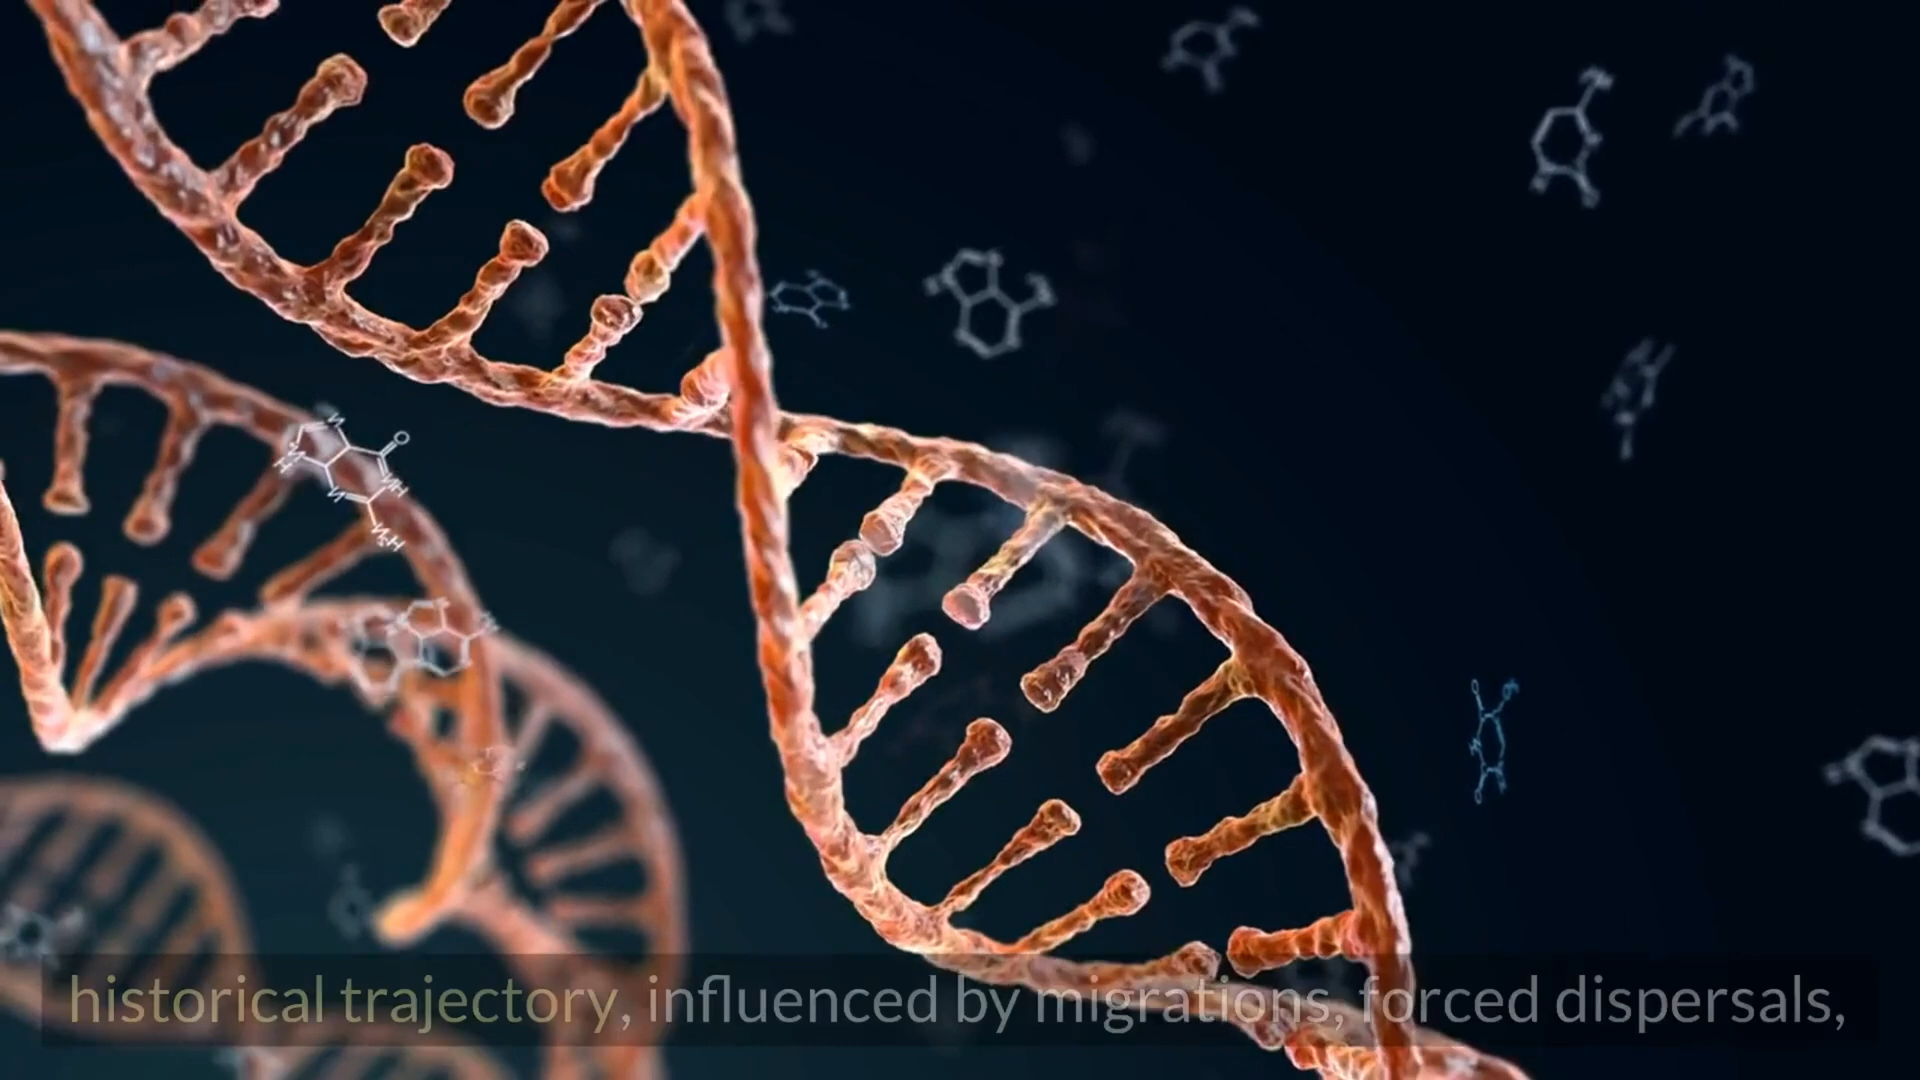 historical trajectory, influenced by migrations, forced dispersals,